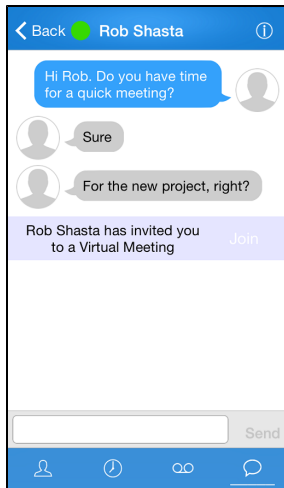 Back Rob Shasta
Hi Rob. Do you have time
for a quick meeting?
Sure
For the new project, right?
Rob Shasta has invited you
to a Virtual Meeting
Join
Send